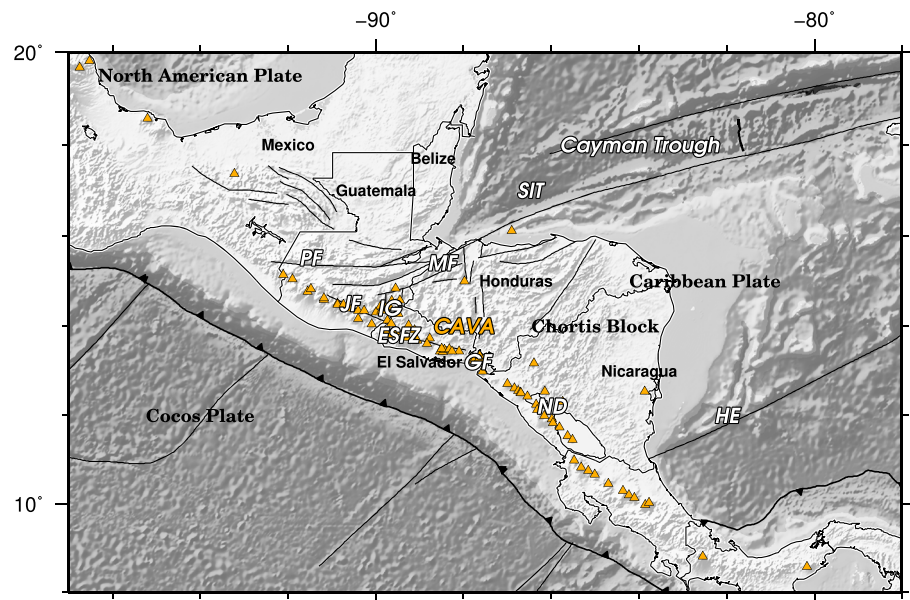 −90°
−80°
20°
North American Plate
Mexico
Belize
Cayman Trough
Guatemala
SIT
PF
MF
Honduras
Caribbean Plate
JF
IG
CAVA
Chortis Block
ESFZ
El Salvador
GF
Nicaragua
Cocos Plate
ND
HE
10°